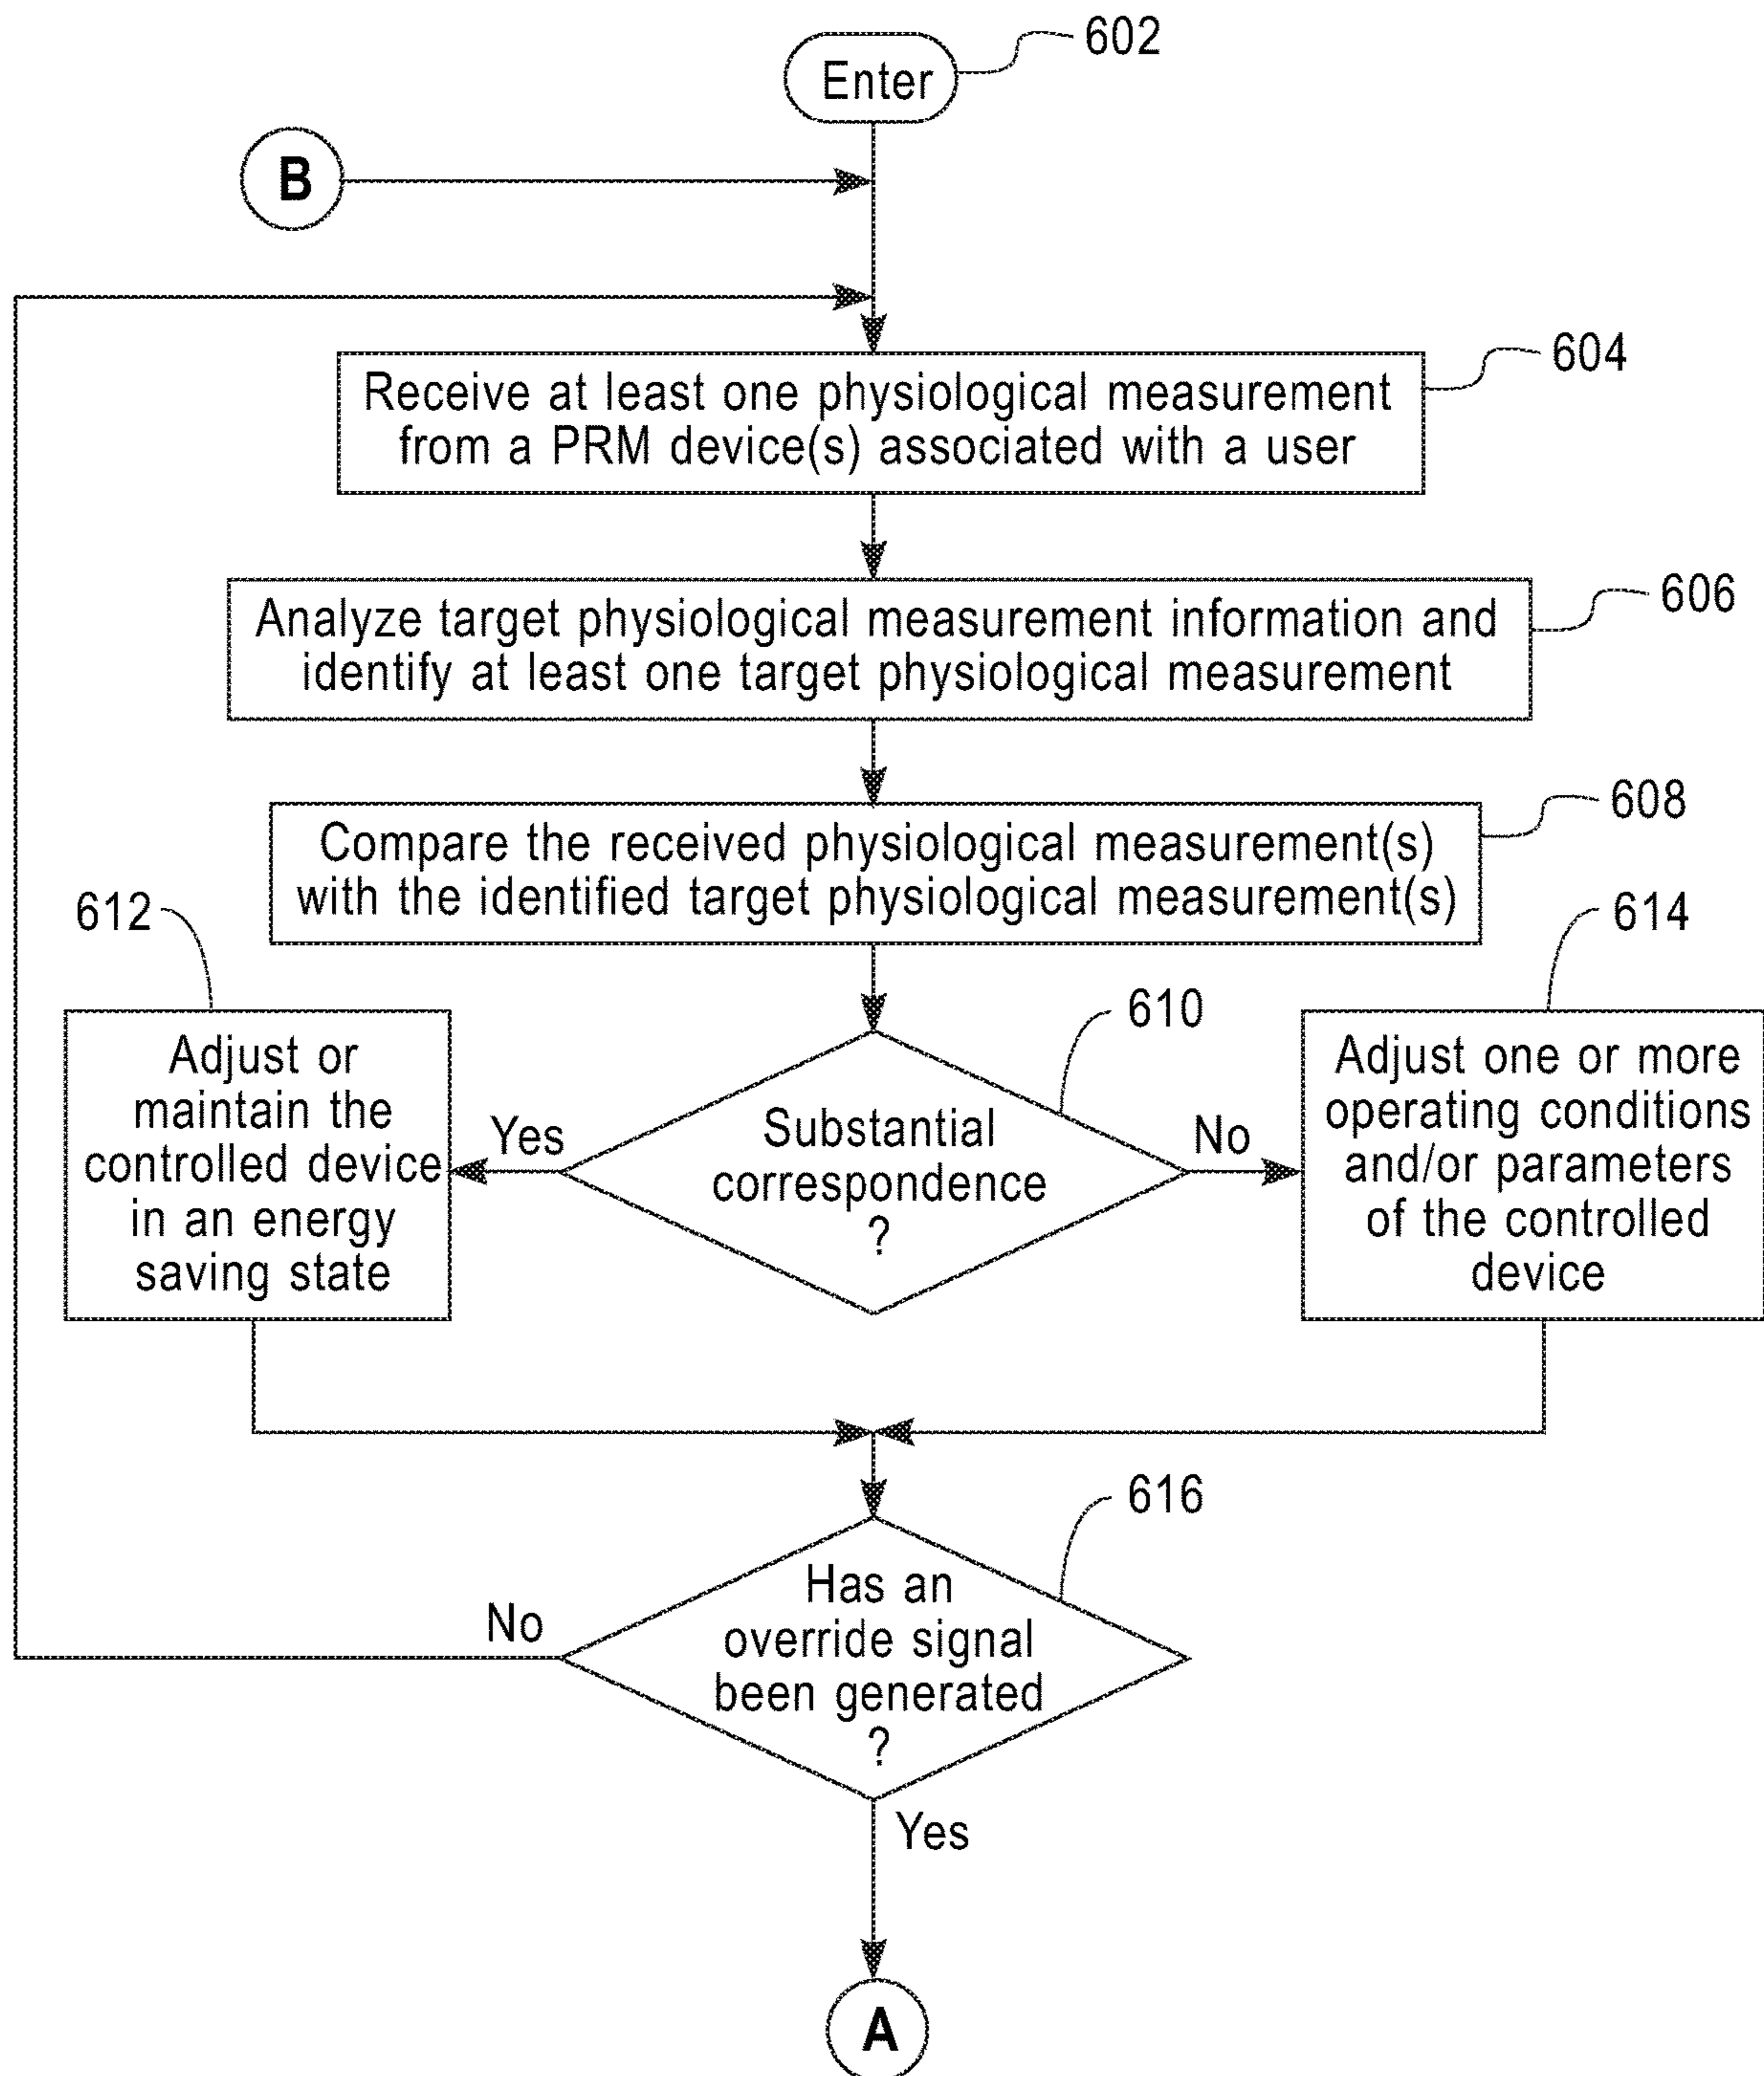 602
Enter
B
604
Receive at least one physiological measurement
from a PRM device(s) associated with a user
606
Analyze target physiological measurement information and
identify at least one target physiological measurement
608
Compare the received physiological measurement(s)
with the identified target physiological measurement(s)
612
614
610
Adjust or
maintain the
controlled device
in an energy
saving state
Yes
Substantial
correspondence
?
No
Adjust one or more
operating conditions
and/or parameters
of the controlled
device
616
Has an
override signal
been generated
?
No
Yes
A